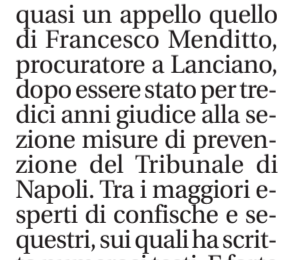 quasi un appello quello
di Francesco Menditto,
procuratore a Lanciano,
dopo essere stato per tre-
dici anni giudice alla se-
zione misure di preven-
zione del Tribunale di
Napoli. Tra i maggiori e-
sperti di confische e se-
questri, sui quali ha scrit-